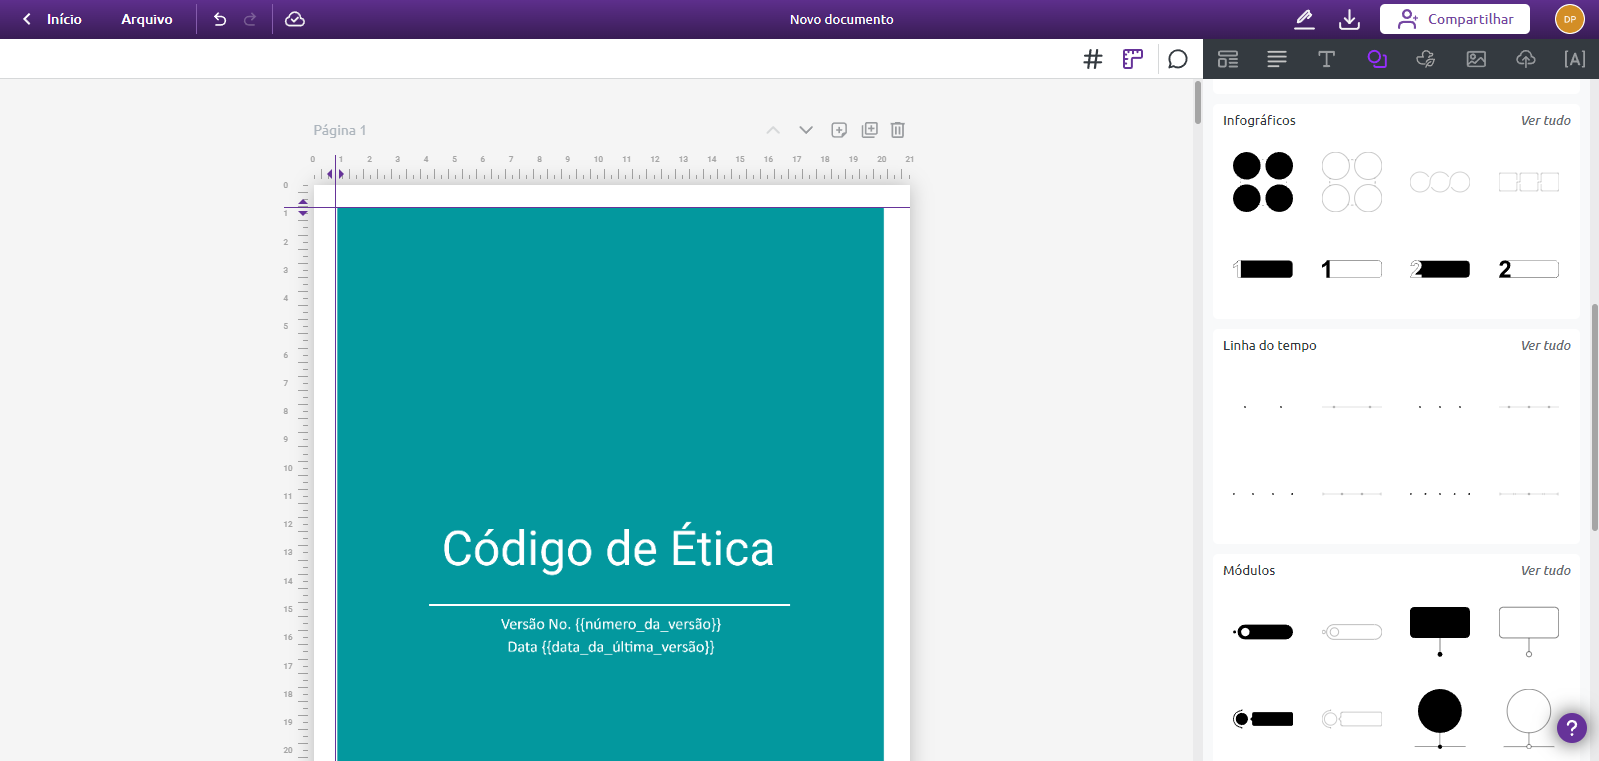 Início Arquivo Novo documento Compartilhar DP
Página 1
0 1 2 3 4 5 6 7 8 9 10 11 12 13 14 15 16 17 18 19 20 21
0
1
2
3
4
5
6
7
8
9
10
11
12
13
14
15
16
17
18
19
20
Código de Ética
Versão No. {{número_da_versão}}
Data {{data_da_última_versão}}
Infográficos Ver tudo
1 1 2 2
Linha do tempo Ver tudo
Módulos Ver tudo
?